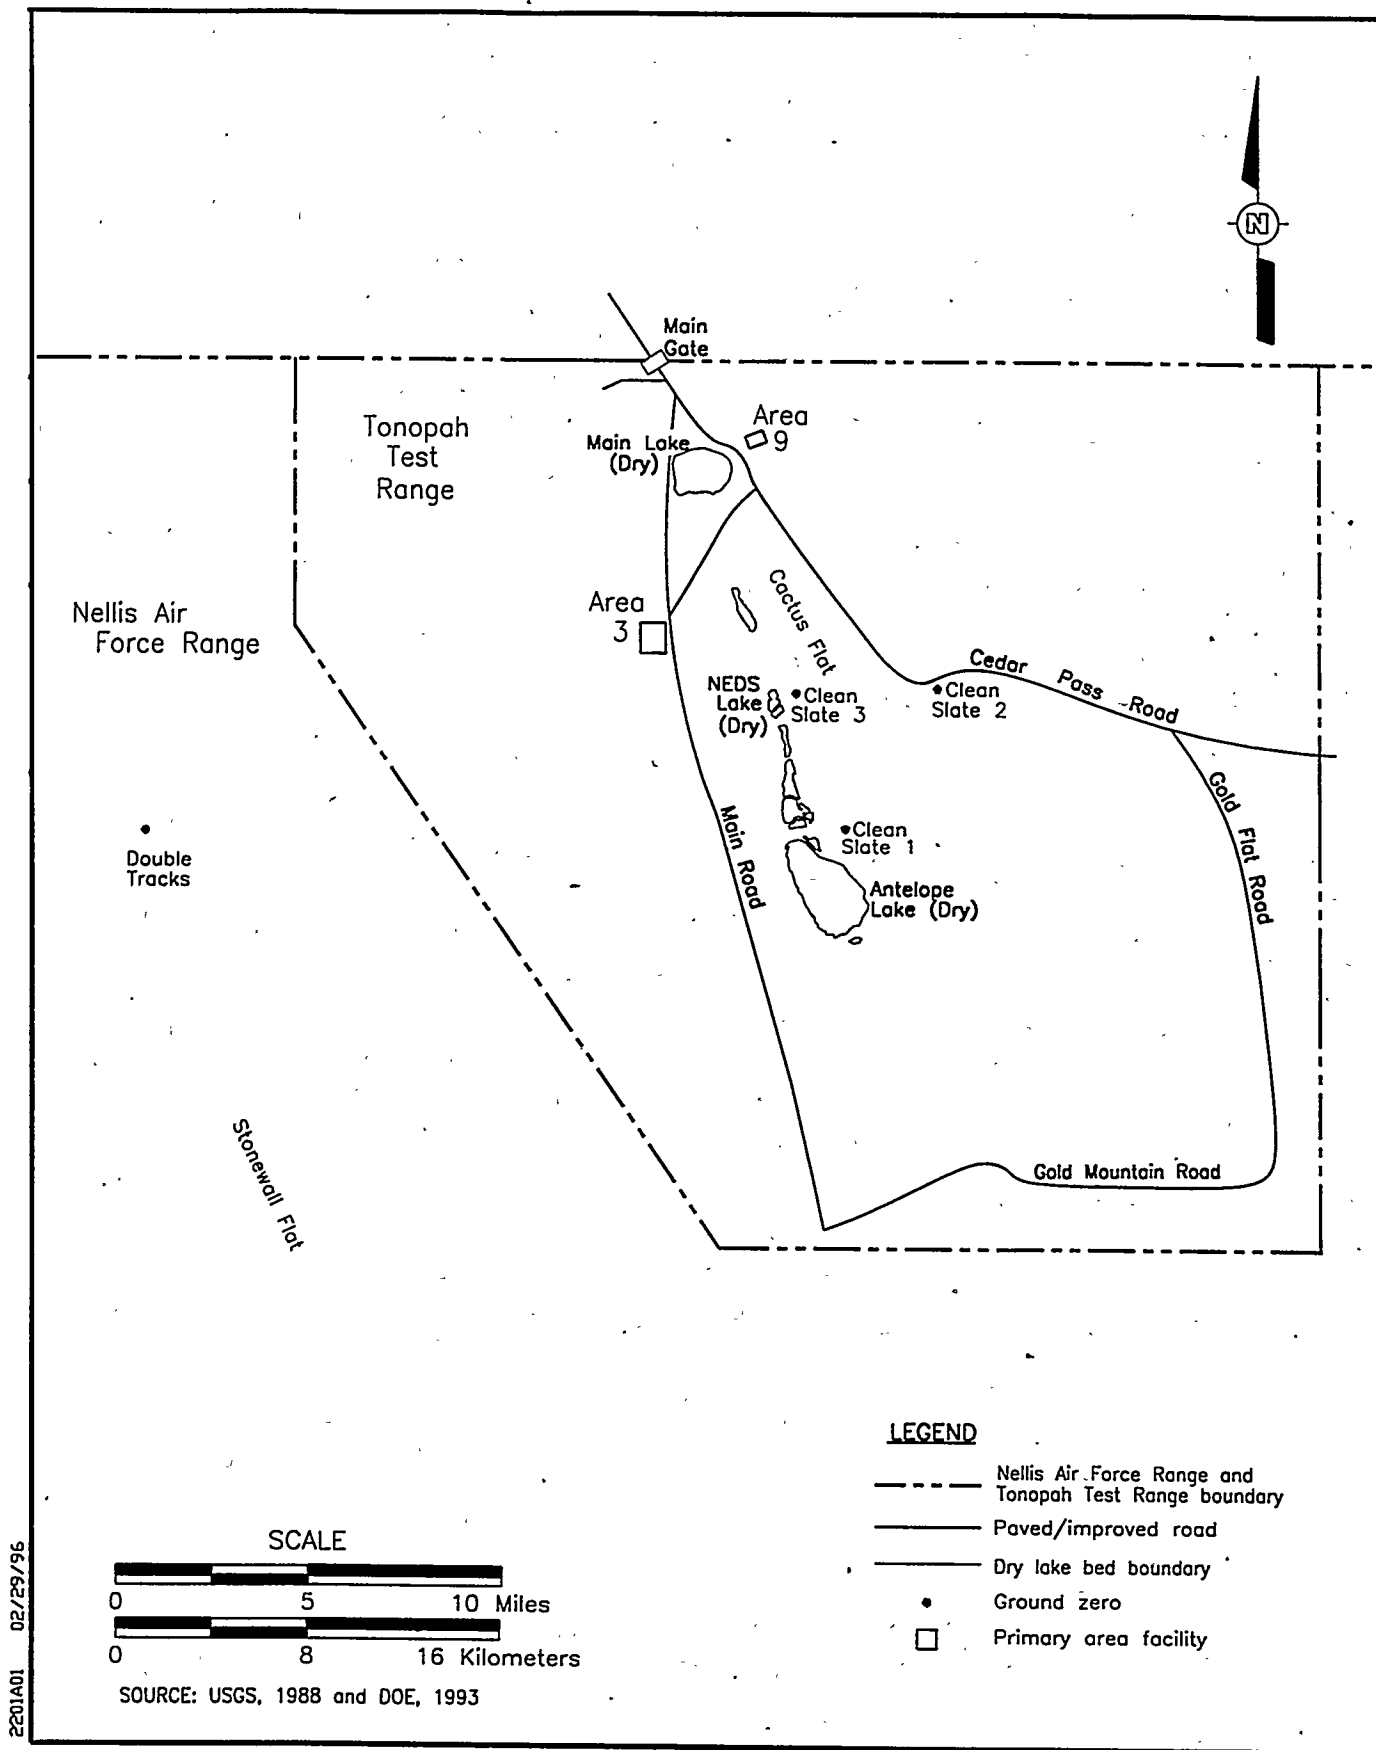 N
Main
Gate
Area
9
Tonopah
Test
Range
Main Lake
(Dry)
Nellis Air
Force Range
Area
3
Cactus Flat
Cedar Pass Road
NEDS
Lake
(Dry)
Clean
Slate 3
Clean
Slate 2
Gold Flat Road
Main Road
Clean
Slate 1
Double
Tracks
Antelope
Lake (Dry)
Stonewall Flat
Gold Mountain Road
LEGEND
Nellis Air Force Range and
Tonopah Test Range boundary
Paved/improved road
Dry lake bed boundary
Ground zero
Primary area facility
SCALE
0 5 10 Miles
0 8 16 Kilometers
SOURCE: USGS, 1988 and DOE, 1993
2201A01 02/29/96